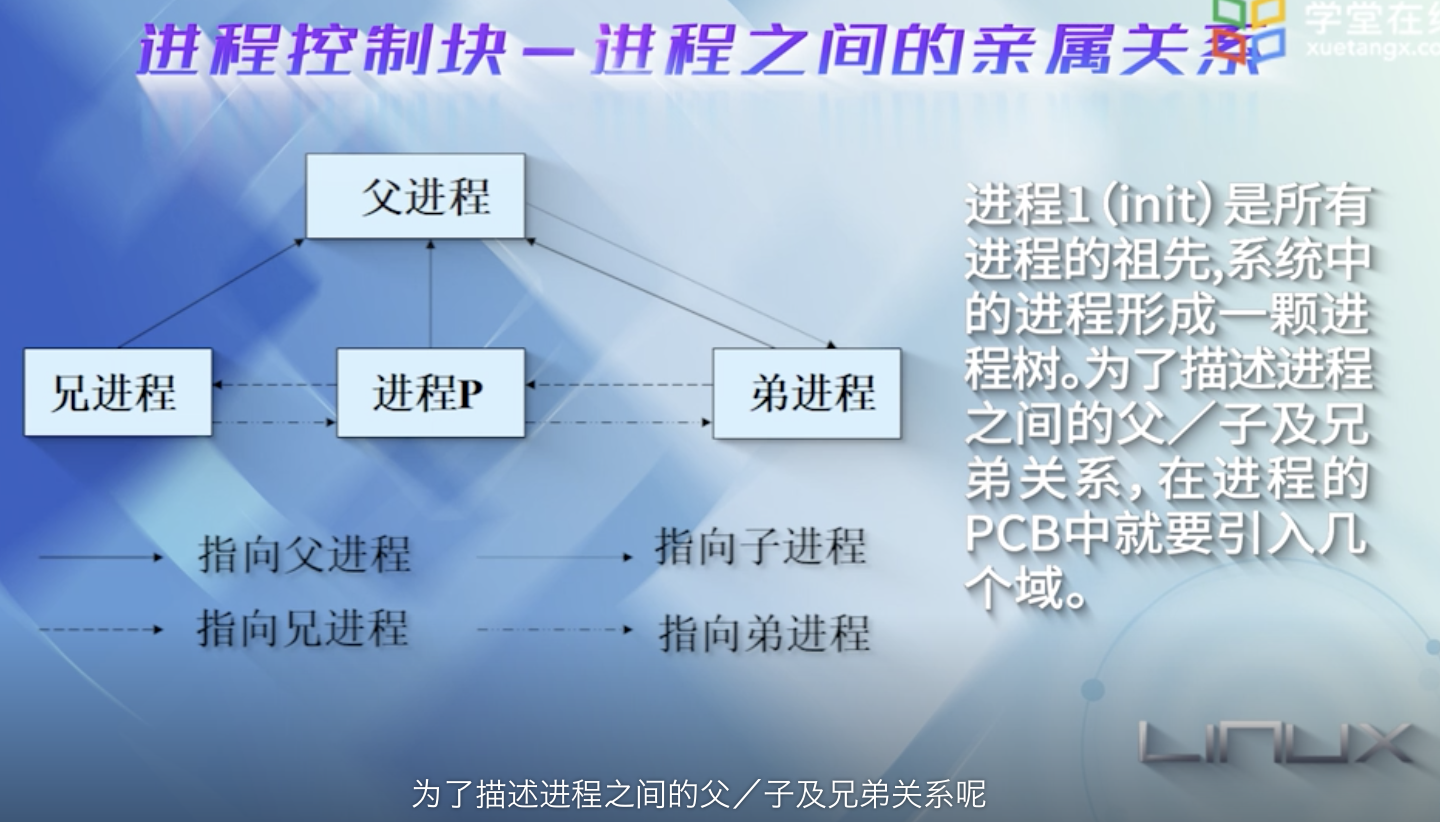 进程控制块—进程之间的亲属关系
学堂在线
xuetangx.co
父进程
兄进程
进程P
弟进程
指向父进程
指向子进程
指向兄进程
指向弟进程
进程1（init）是所有
进程的祖先,系统中
的进程形成一颗进
程树。为了描述进程
之间的父／子及兄
弟关系，在进程的
PCB中就要引入几
个域。
LINUX
为了描述进程之间的父／子及兄弟关系呢